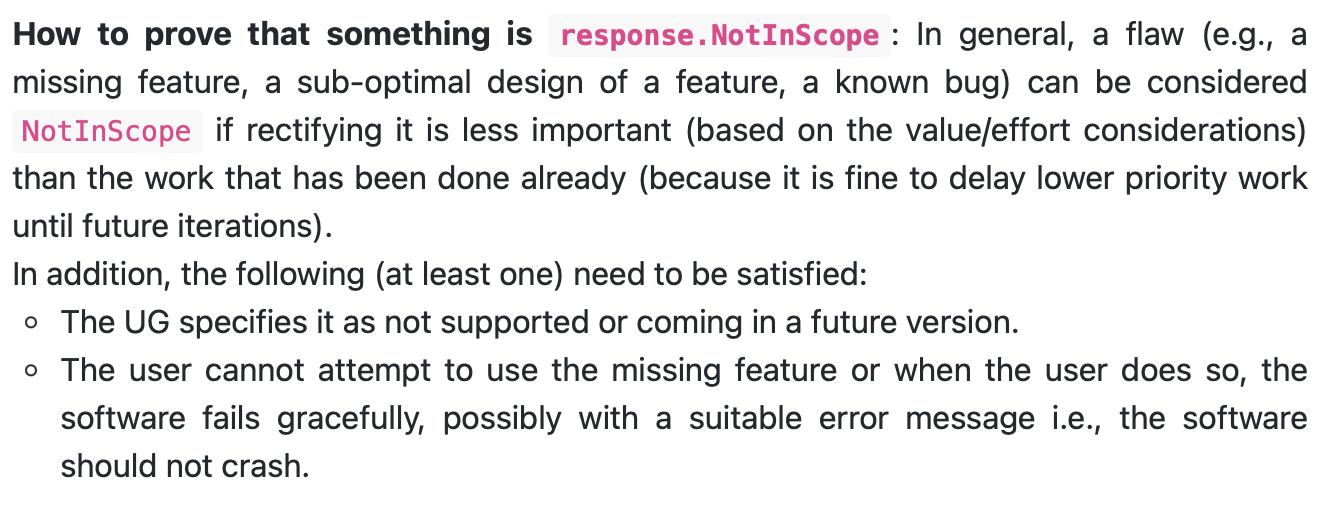 How to prove that something is response.NotInScope: In general, a flaw (e.g., a
missing feature, a sub-optimal design of a feature, a known bug) can be considered
NotInScope if rectifying it is less important (based on the value/effort considerations)
than the work that has been done already (because it is fine to delay lower priority work
until future iterations).
In addition, the following (at least one) need to be satisfied:
◦ The UG specifies it as not supported or coming in a future version.
◦ The user cannot attempt to use the missing feature or when the user does so, the
software fails gracefully, possibly with a suitable error message i.e., the software
should not crash.